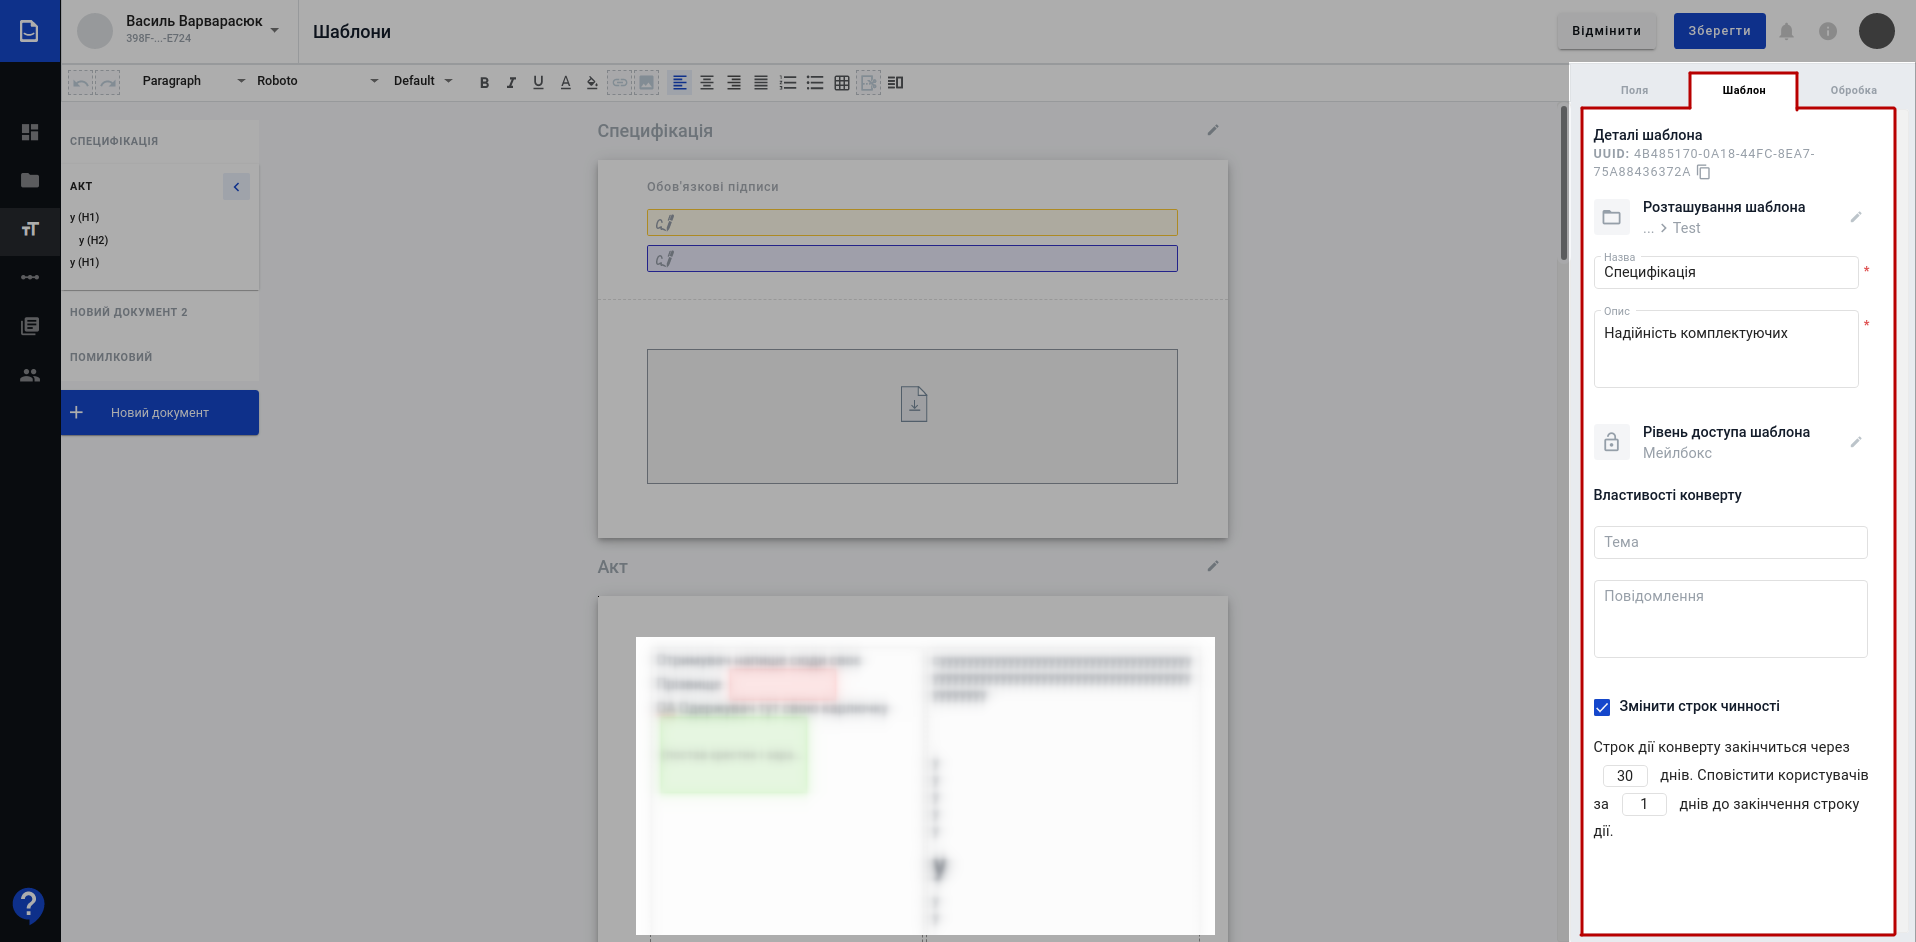 Василь Варварасюк
398F-...-E724
Шаблони
Відмінити
Зберегти
Paragraph
Roboto
Default
B
I
U
A
СПЕЦИФІКАЦІЯ
АКТ
у (H1)
у (H2)
у (H1)
НОВИЙ ДОКУМЕНТ 2
ПОМИЛКОВИЙ
Новий документ
Специфікація
Обов'язкові підписи
Акт
у
Поля
Шаблон
Обробка
Деталі шаблона
UUID: 4B485170-0A18-44FC-8EA7-
75A88436372A
Розташування шаблона
... > Test
Назва
Специфікація
*
Опис
Надійність комплектуючих
*
Рівень доступа шаблона
Мейлбокс
Властивості конверту
Тема
Повідомлення
Змінити строк чинності
Строк дії конверту закінчиться через
30 днів. Сповістити користувачів
за 1 днів до закінчення строку
дії.